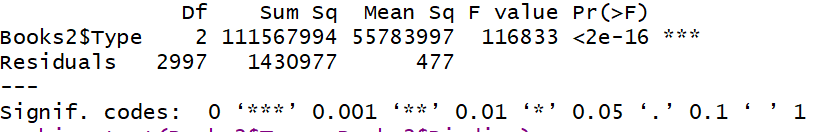 Df Sum Sq Mean Sq F value Pr(>F)
Books2$Type 2 111567994 55783997 116833 <2e-16 ***
Residuals 2997 1430977 477
---
Signif. codes: 0 ‘***’ 0.001 ‘**’ 0.01 ‘*’ 0.05 ‘.’ 0.1 ‘ ’ 1